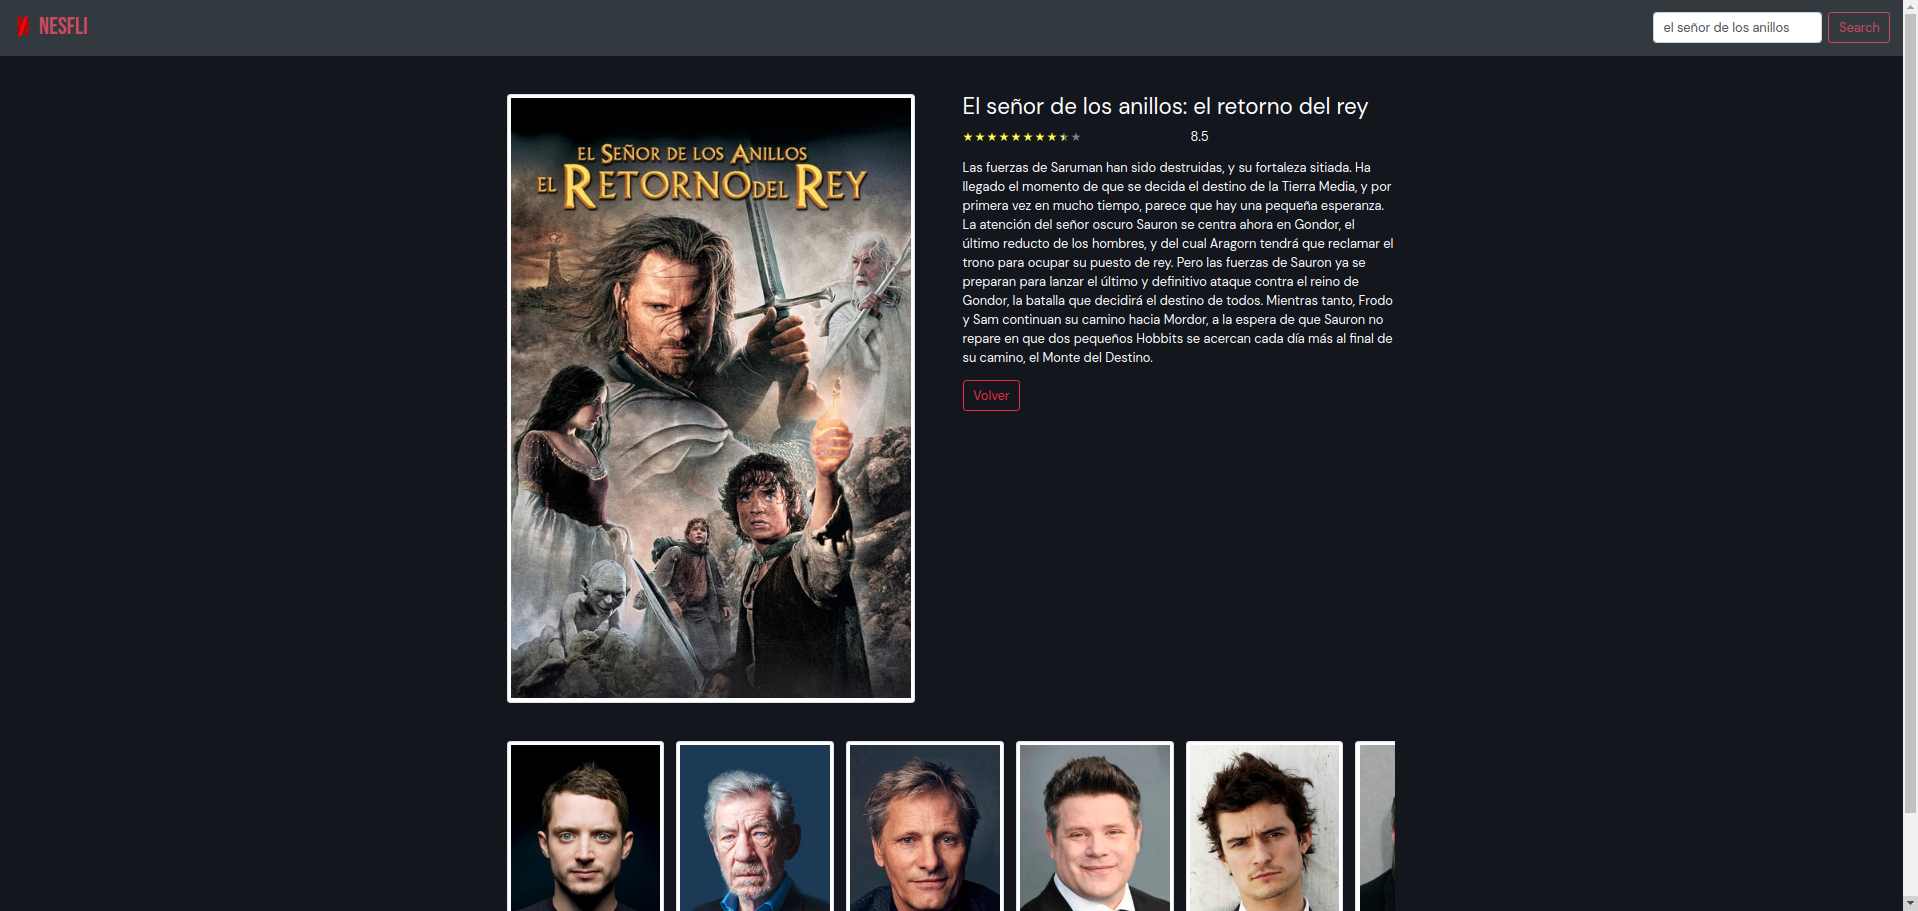 NESFLI
el señor de los anillos
Search
EL SEÑOR DE LOS ANILLOS
EL RETORNO DEL REY
El señor de los anillos: el retorno del rey
8.5
Las fuerzas de Saruman han sido destruidas, y su fortaleza sitiada. Ha
llegado el momento de que se decida el destino de la Tierra Media, y por
primera vez en mucho tiempo, parece que hay una pequeña esperanza.
La atención del señor oscuro Sauron se centra ahora en Gondor, el
último reducto de los hombres, y del cual Aragorn tendrá que reclamar el
trono para ocupar su puesto de rey. Pero las fuerzas de Sauron ya se
preparan para lanzar el último y definitivo ataque contra el reino de
Gondor, la batalla que decidirá el destino de todos. Mientras tanto, Frodo
y Sam continuan su camino hacia Mordor, a la espera de que Sauron no
repare en que dos pequeños Hobbits se acercan cada día más al final de
su camino, el Monte del Destino.
Volver